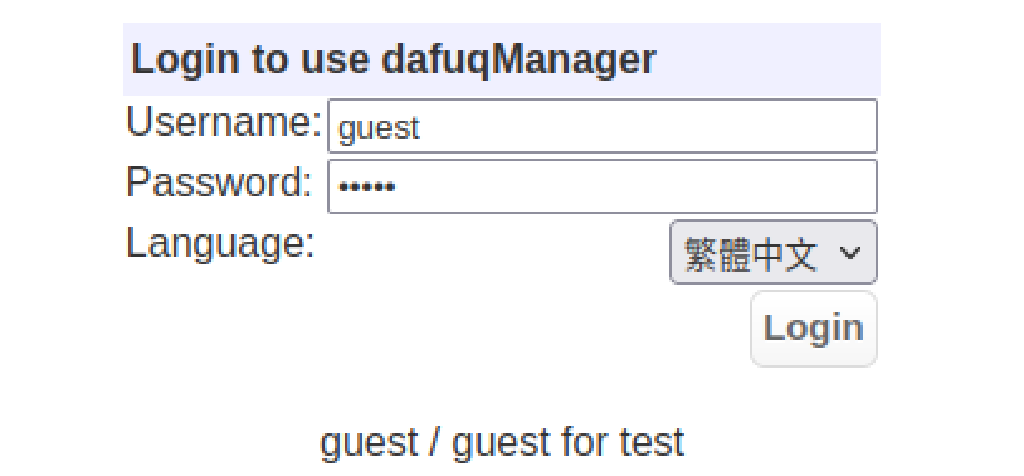 Login to use dafuqManager
Username: guest
Password: •••••
Language: 繁體中文
Login
guest / guest for test